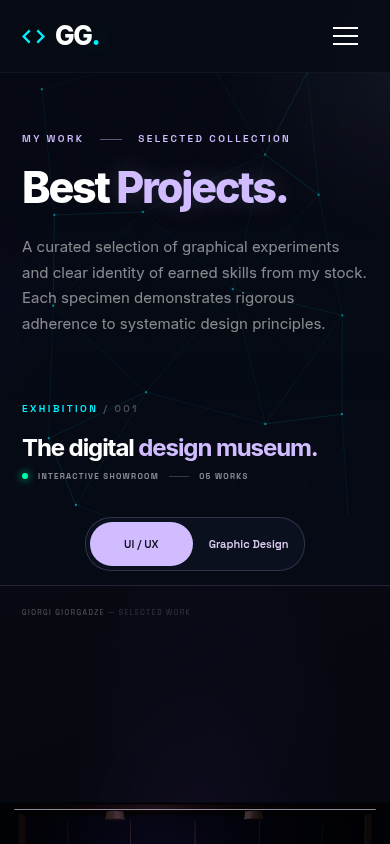 GG.
MY WORK SELECTED COLLECTION
Best Projects.
A curated selection of graphical experiments
and clear identity of earned skills from my stock.
Each specimen demonstrates rigorous
adherence to systematic design principles.
EXHIBITION / 001
The digital design museum.
INTERACTIVE SHOWROOM 05 WORKS
UI / UX Graphic Design
GIORGI GIORGADZE — SELECTED WORK